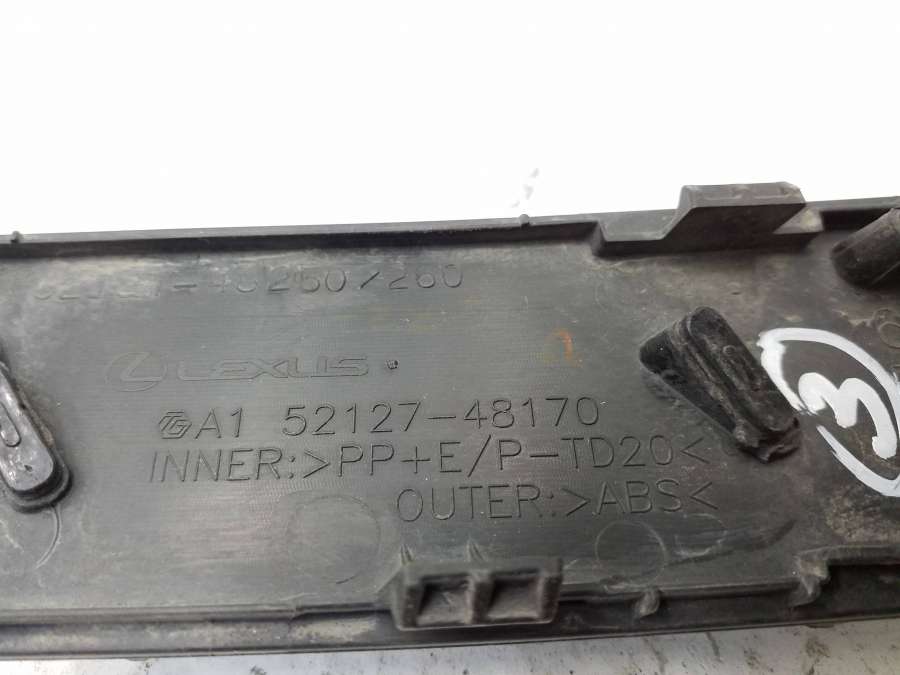 LEXUS
A1 52127-48170
INNER:>PP+E/P-TD20<
OUTER:>ABS<
3